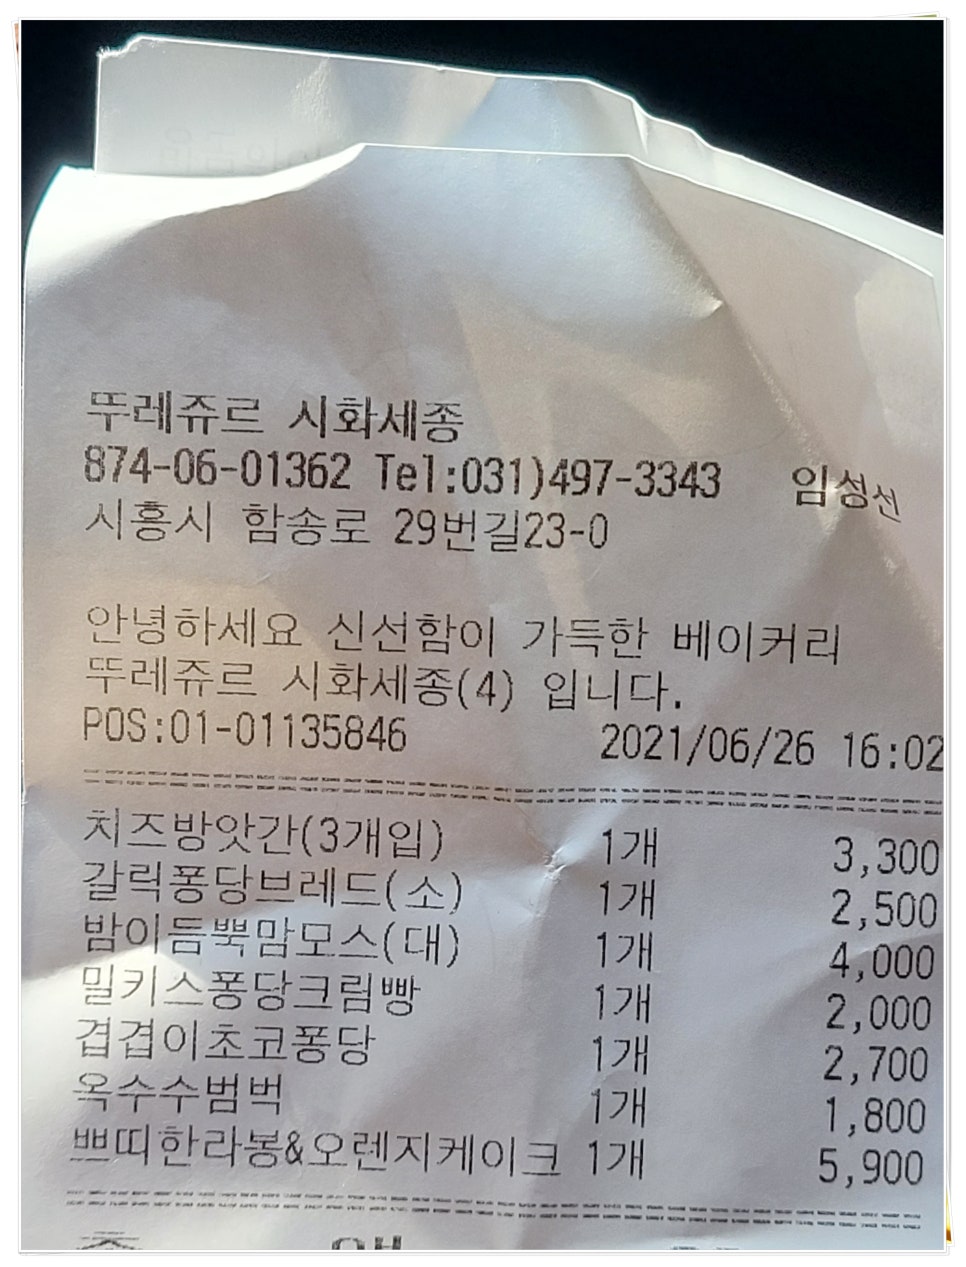 뚜레쥬르 시화세종
874-06-01362 Tel:031)497-3343 임성선
시흥시 함송로 29번길23-0
안녕하세요 신선함이 가득한 베이커리
뚜레쥬르 시화세종(4) 입니다.
POS:01-01135846 2021/06/26 16:02
치즈방앗간(3개입) 1개 3,300
갈릭퐁당브레드(소) 1개 2,500
밤이듬뿍맘모스(대) 1개 4,000
밀키스퐁당크림빵 1개 2,000
겹겹이초코퐁당 1개 2,700
옥수수범벅 1개 1,800
쁘띠한라봉&오렌지케이크 1개 5,900